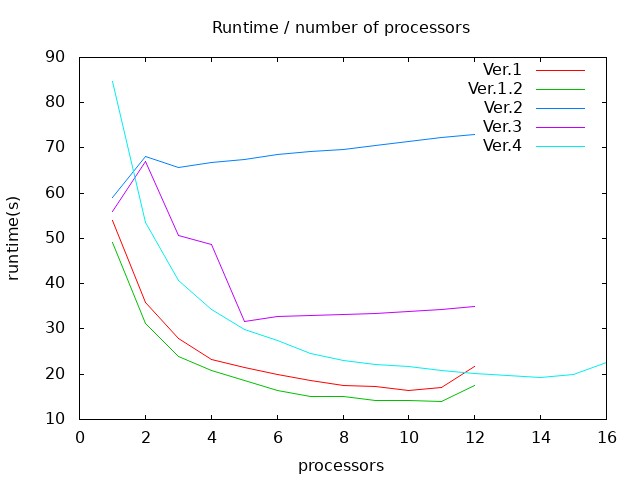 Runtime / number of processors
90
80
70
60
50
40
30
20
10
runtime(s)
Ver.1
Ver.1.2
Ver.2
Ver.3
Ver.4
0 2 4 6 8 10 12 14 16
processors